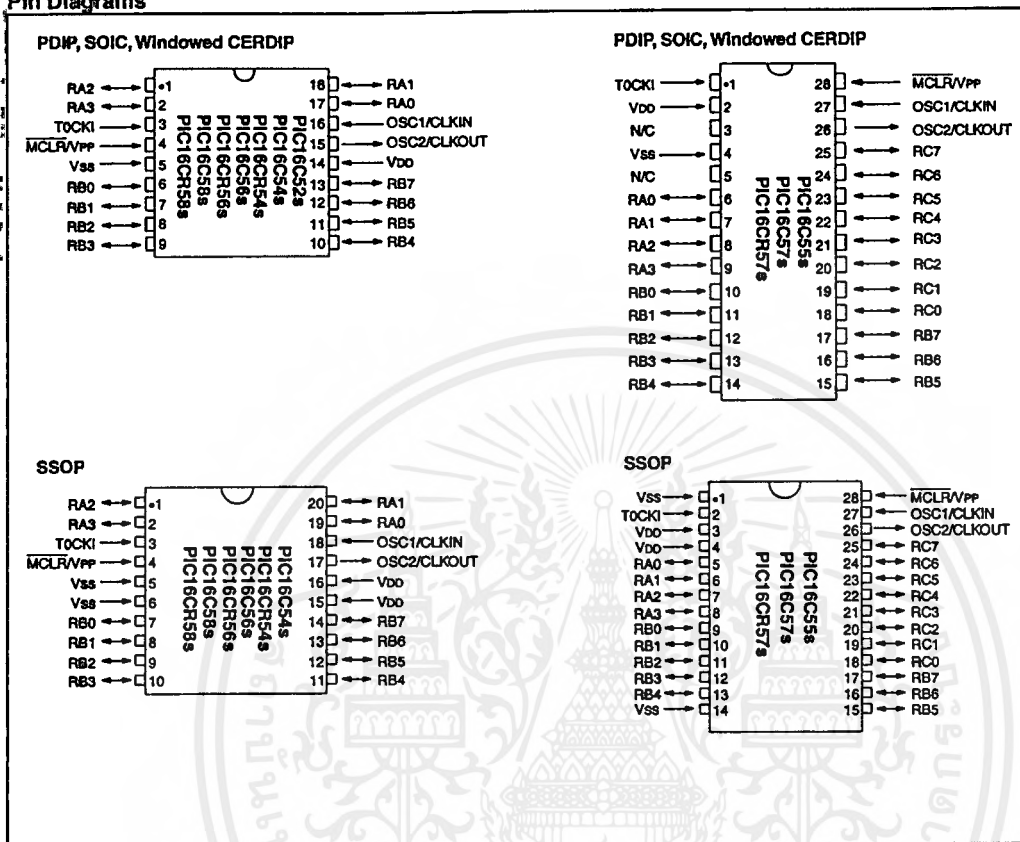 Pin Diagrams
PDIP, SOIC, Windowed CERDIP
RA2 •1 18 RA1
RA3 2 17 RA0
T0CKI 3 16 OSC1/CLKIN
MCLR/VPP 4 15 OSC2/CLKOUT
Vss 5 14 VDD
RB0 6 13 RB7
RB1 7 12 RB6
RB2 8 11 RB5
RB3 9 10 RB4
PIC16C52s
PIC16C54s
PIC16CR54s
PIC16C56s
PIC16CR56s
PIC16C58s
PIC16CR58s
PDIP, SOIC, Windowed CERDIP
T0CKI •1 28 MCLR/VPP
VDD 2 27 OSC1/CLKIN
N/C 3 26 OSC2/CLKOUT
Vss 4 25 RC7
N/C 5 24 RC6
RA0 6 23 RC5
RA1 7 22 RC4
RA2 8 21 RC3
RA3 9 20 RC2
RB0 10 19 RC1
RB1 11 18 RC0
RB2 12 17 RB7
RB3 13 16 RB6
RB4 14 15 RB5
PIC16C55s
PIC16C57s
PIC16CR57s
SSOP
RA2 •1 20 RA1
RA3 2 19 RA0
T0CKI 3 18 OSC1/CLKIN
MCLR/VPP 4 17 OSC2/CLKOUT
Vss 5 16 VDD
Vss 6 15 VDD
RB0 7 14 RB7
RB1 8 13 RB6
RB2 9 12 RB5
RB3 10 11 RB4
PIC16C54s
PIC16CR54s
PIC16C56s
PIC16CR56s
PIC16C58s
PIC16CR58s
SSOP
Vss •1 28 MCLR/VPP
T0CKI 2 27 OSC1/CLKIN
VDD 3 26 OSC2/CLKOUT
VDD 4 25 RC7
RA0 5 24 RC6
RA1 6 23 RC5
RA2 7 22 RC4
RA3 8 21 RC3
RB0 9 20 RC2
RB1 10 19 RC1
RB2 11 18 RC0
RB3 12 17 RB7
RB4 13 16 RB6
Vss 14 15 RB5
PIC16C55s
PIC16C57s
PIC16CR57s